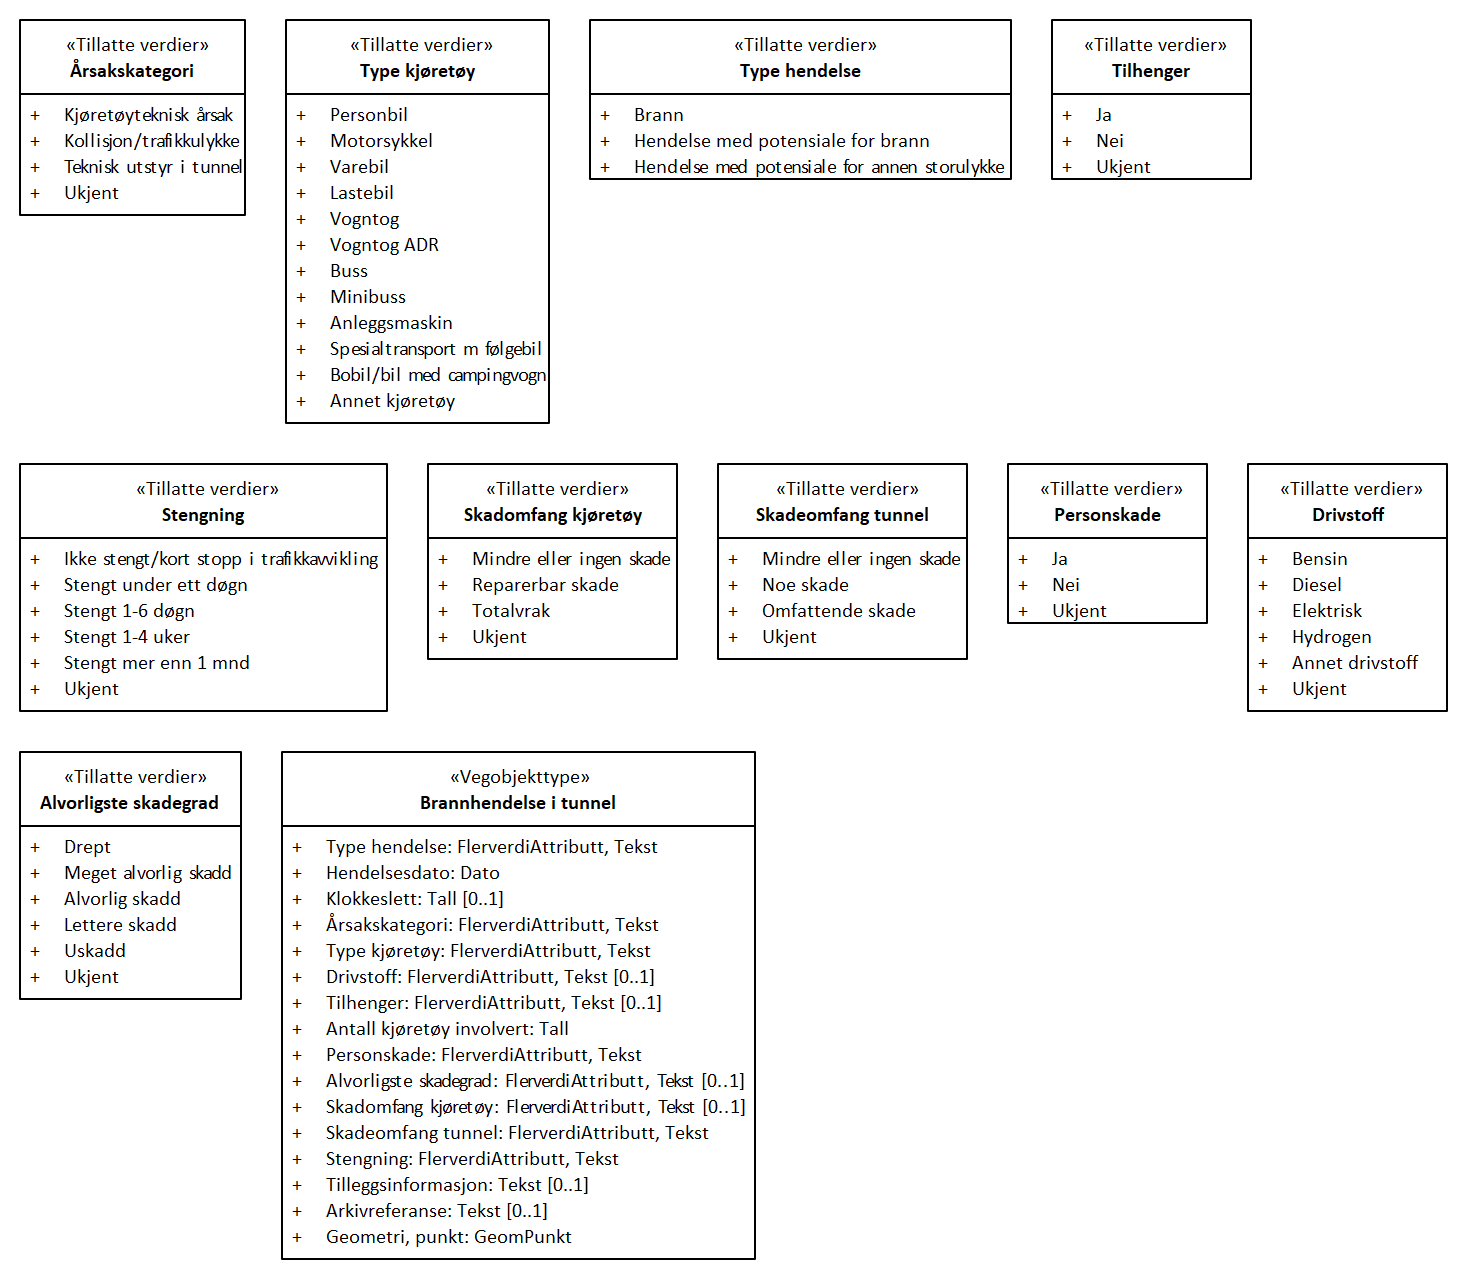 «Tillatte verdier»
Årsakskategori
+ Kjøretøyteknisk årsak
+ Kollisjon/trafikkulykke
+ Teknisk utstyr i tunnel
+ Ukjent
«Tillatte verdier»
Type kjøretøy
+ Personbil
+ Motorsykkel
+ Varebil
+ Lastebil
+ Vogntog
+ Vogntog ADR
+ Buss
+ Minibuss
+ Anleggsmaskin
+ Spesialtransport m følgebil
+ Bobil/bil med campingvogn
+ Annet kjøretøy
«Tillatte verdier»
Type hendelse
+ Brann
+ Hendelse med potensiale for brann
+ Hendelse med potensiale for annen storulykke
«Tillatte verdier»
Tilhenger
+ Ja
+ Nei
+ Ukjent
«Tillatte verdier»
Stengning
+ Ikke stengt/kort stopp i trafikkavvikling
+ Stengt under ett døgn
+ Stengt 1-6 døgn
+ Stengt 1-4 uker
+ Stengt mer enn 1 mnd
+ Ukjent
«Tillatte verdier»
Skadomfang kjøretøy
+ Mindre eller ingen skade
+ Reparerbar skade
+ Totalvrak
+ Ukjent
«Tillatte verdier»
Skadeomfang tunnel
+ Mindre eller ingen skade
+ Noe skade
+ Omfattende skade
+ Ukjent
«Tillatte verdier»
Personskade
+ Ja
+ Nei
+ Ukjent
«Tillatte verdier»
Drivstoff
+ Bensin
+ Diesel
+ Elektrisk
+ Hydrogen
+ Annet drivstoff
+ Ukjent
«Tillatte verdier»
Alvorligste skadegrad
+ Drept
+ Meget alvorlig skadd
+ Alvorlig skadd
+ Lettere skadd
+ Uskadd
+ Ukjent
«Vegobjekttype»
Brannhendelse i tunnel
+ Type hendelse: FlerverdiAttributt, Tekst
+ Hendelsesdato: Dato
+ Klokkeslett: Tall [0..1]
+ Årsakskategori: FlerverdiAttributt, Tekst
+ Type kjøretøy: FlerverdiAttributt, Tekst
+ Drivstoff: FlerverdiAttributt, Tekst [0..1]
+ Tilhenger: FlerverdiAttributt, Tekst [0..1]
+ Antall kjøretøy involvert: Tall
+ Personskade: FlerverdiAttributt, Tekst
+ Alvorligste skadegrad: FlerverdiAttributt, Tekst [0..1]
+ Skadomfang kjøretøy: FlerverdiAttributt, Tekst [0..1]
+ Skadeomfang tunnel: FlerverdiAttributt, Tekst
+ Stengning: FlerverdiAttributt, Tekst
+ Tilleggsinformasjon: Tekst [0..1]
+ Arkivreferanse: Tekst [0..1]
+ Geometri, punkt: GeomPunkt